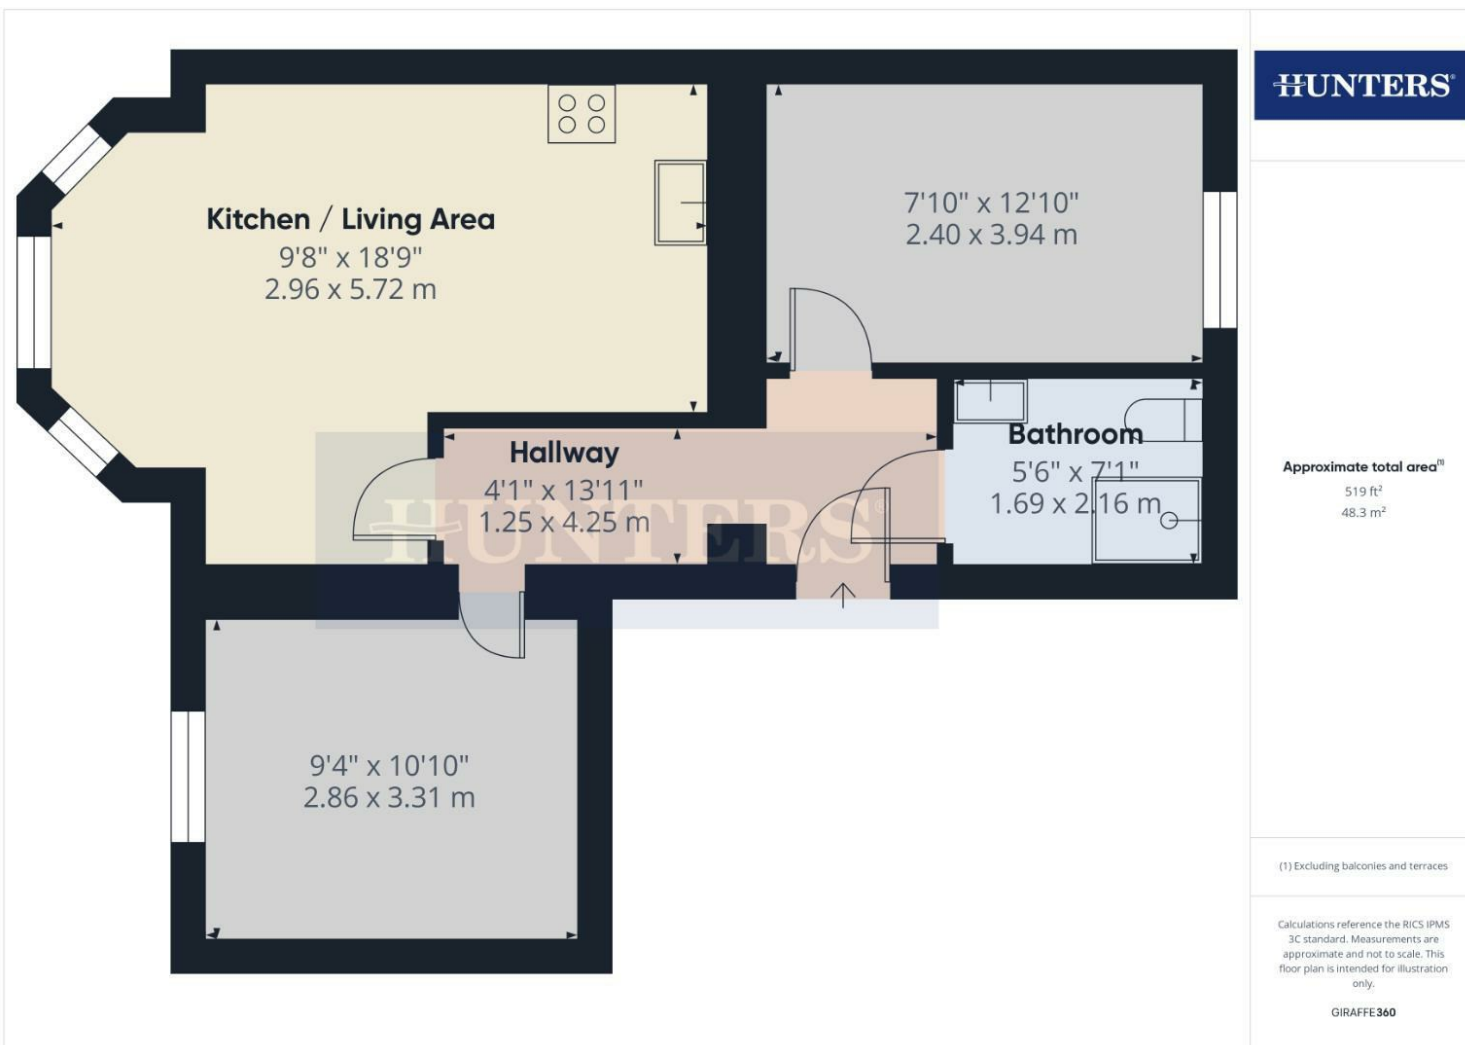 HUNTERS®
Kitchen / Living Area
9'8" x 18'9"
2.96 x 5.72 m
7'10" x 12'10"
2.40 x 3.94 m
Hallway
4'1" x 13'11"
1.25 x 4.25 m
Bathroom
5'6" x 7'1"
1.69 x 2.16 m
HUNTERS®
9'4" x 10'10"
2.86 x 3.31 m
Approximate total area⁽¹⁾
519 ft²
48.3 m²
(1) Excluding balconies and terraces
Calculations reference the RICS IPMS
3C standard. Measurements are
approximate and not to scale. This
floor plan is intended for illustration
only.
GIRAFFE360